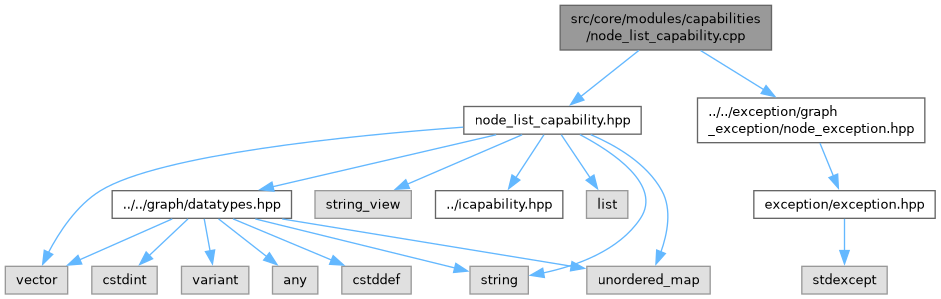 src/core/modules/capabilities
/node_list_capability.cpp
node_list_capability.hpp
../../exception/graph
_exception/node_exception.hpp
../../graph/datatypes.hpp
string_view
../icapability.hpp
list
exception/exception.hpp
vector
cstdint
variant
any
cstddef
string
unordered_map
stdexcept